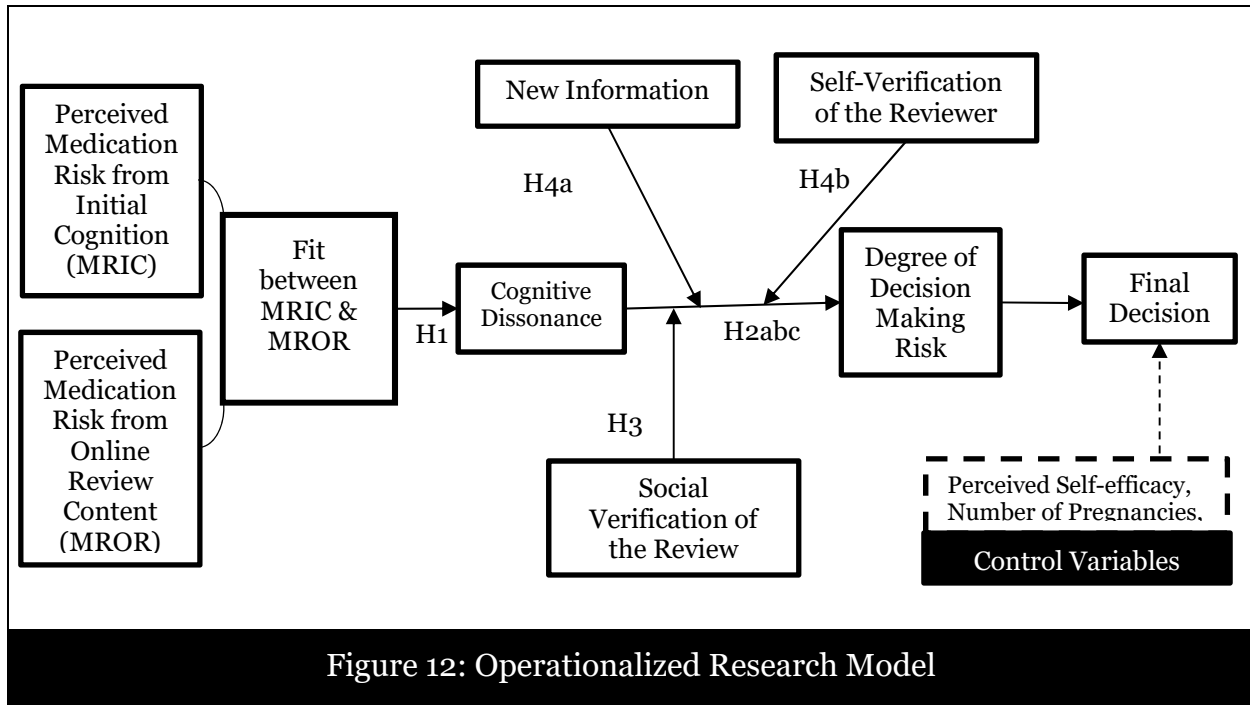 Perceived
Medication
Risk from
Initial
Cognition
(MRIC)
Perceived
Medication
Risk from
Online
Review
Content
(MROR)
Fit
between
MRIC &
MROR
H1
New Information
H4a
Self-Verification
of the Reviewer
H4b
Cognitive
Dissonance
H2abc
H3
Social
Verification of
the Review
Degree of
Decision
Making
Risk
Final
Decision
Perceived Self-efficacy,
Number of Pregnancies,
Control Variables
Figure 12: Operationalized Research Model